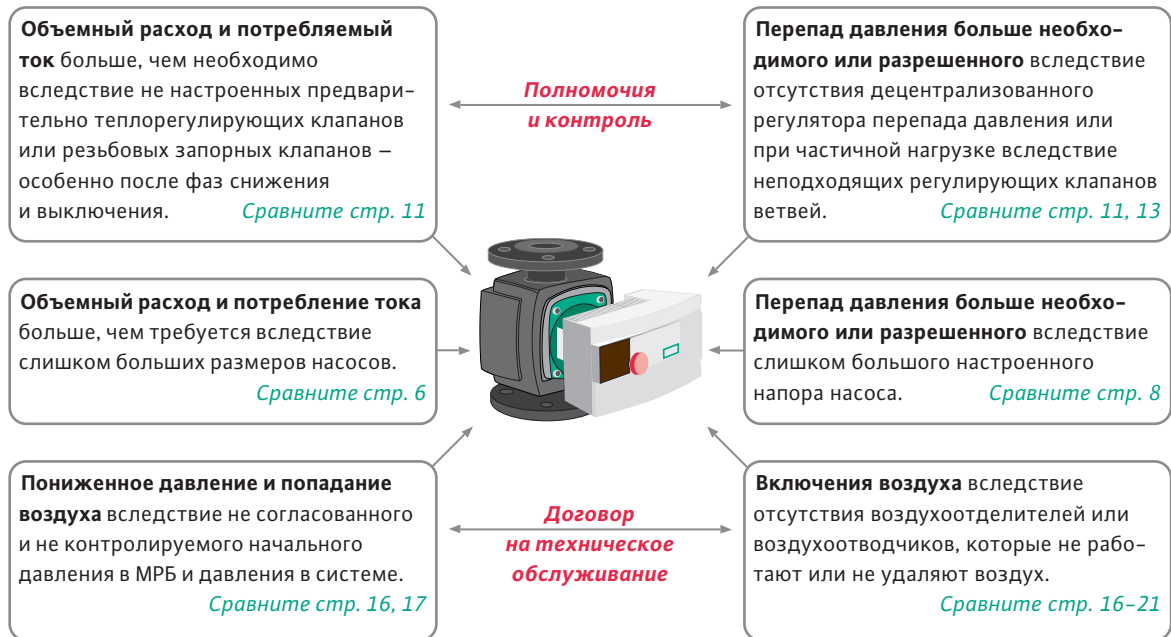 Объемный расход и потребляемый
ток больше, чем необходимо
вследствие не настроенных предвари-
тельно теплорегулирующих клапанов
или резьбовых запорных клапанов –
особенно после фаз снижения
и выключения. Сравните стр. 11
Полномочия
и контроль
Перепад давления больше необхо-
димого или разрешенного вследствие
отсутствия децентрализованного
регулятора перепада давления или
при частичной нагрузке вследствие
неподходящих регулирующих клапанов
ветвей. Сравните стр. 11, 13
Объемный расход и потребление тока
больше, чем требуется вследствие
слишком больших размеров насосов.
Сравните стр. 6
Перепад давления больше необхо-
димого или разрешенного вследствие
слишком большого настроенного
напора насоса. Сравните стр. 8
Пониженное давление и попадание
воздуха вследствие не согласованного
и не контролируемого начального
давления в МРБ и давления в системе.
Сравните стр. 16, 17
Договор
на техническое
обслуживание
Включения воздуха вследствие
отсутствия воздухоотделителей или
воздухоотводчиков, которые не рабо-
тают или не удаляют воздух.
Сравните стр. 16–21